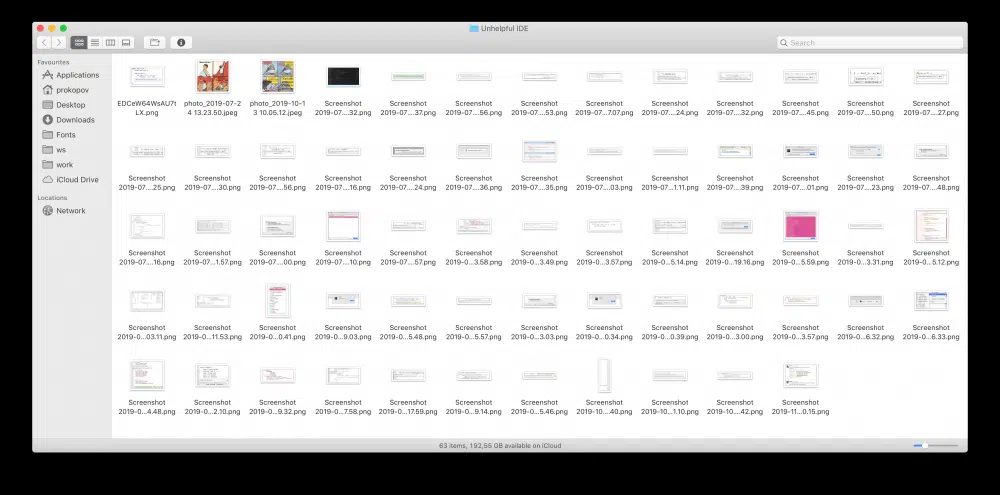 Unhelpful IDE
Search
Favourites
Applications
prokopov
Desktop
Downloads
Fonts
ws
work
iCloud Drive
Locations
Network
EDCeW64WsAU7t photo_2019-07-2 photo_2019-10-1 Screenshot Screenshot Screenshot Screenshot Screenshot Screenshot Screenshot Screenshot Screenshot Screenshot
LX.png 4 13.23.50.jpeg 3 10.05.12.jpeg 2019-07....32.png 2019-07....37.png 2019-07....56.png 2019-07....53.png 2019-07...7.07.png 2019-07....24.png 2019-07....32.png 2019-07....45.png 2019-07....50.png 2019-07....27.png
Screenshot Screenshot Screenshot Screenshot Screenshot Screenshot Screenshot Screenshot Screenshot Screenshot Screenshot Screenshot Screenshot
2019-07....25.png 2019-07....30.png 2019-07....56.png 2019-07....16.png 2019-07....24.png 2019-07....36.png 2019-07....35.png 2019-07....03.png 2019-07...1.11.png 2019-07....39.png 2019-07....01.png 2019-07....23.png 2019-07....48.png
Screenshot Screenshot Screenshot Screenshot Screenshot Screenshot Screenshot Screenshot Screenshot Screenshot Screenshot Screenshot Screenshot
2019-07....16.png 2019-07...1.57.png 2019-07....00.png 2019-07....10.png 2019-07....57.png 2019-0...3.58.png 2019-0...3.49.png 2019-0...3.57.png 2019-0...5.14.png 2019-0...19.16.png 2019-0...5.59.png 2019-0...3.31.png 2019-0...5.12.png
Screenshot Screenshot Screenshot Screenshot Screenshot Screenshot Screenshot Screenshot Screenshot Screenshot Screenshot Screenshot Screenshot
2019-0...03.11.png 2019-0...11.53.png 2019-0...0.41.png 2019-0...9.03.png 2019-0...5.48.png 2019-0...5.57.png 2019-0...3.03.png 2019-0...0.34.png 2019-0...0.39.png 2019-0...3.00.png 2019-0...3.57.png 2019-0...6.32.png 2019-0...6.33.png
Screenshot Screenshot Screenshot Screenshot Screenshot Screenshot Screenshot Screenshot Screenshot Screenshot Screenshot
2019-0...4.48.png 2019-0...2.10.png 2019-0...9.32.png 2019-0...7.58.png 2019-0...17.59.png 2019-0...9.14.png 2019-0...5.46.png 2019-10....40.png 2019-10...1.10.png 2019-10....42.png 2019-11...0.15.png
63 items, 192,55 GB available on iCloud